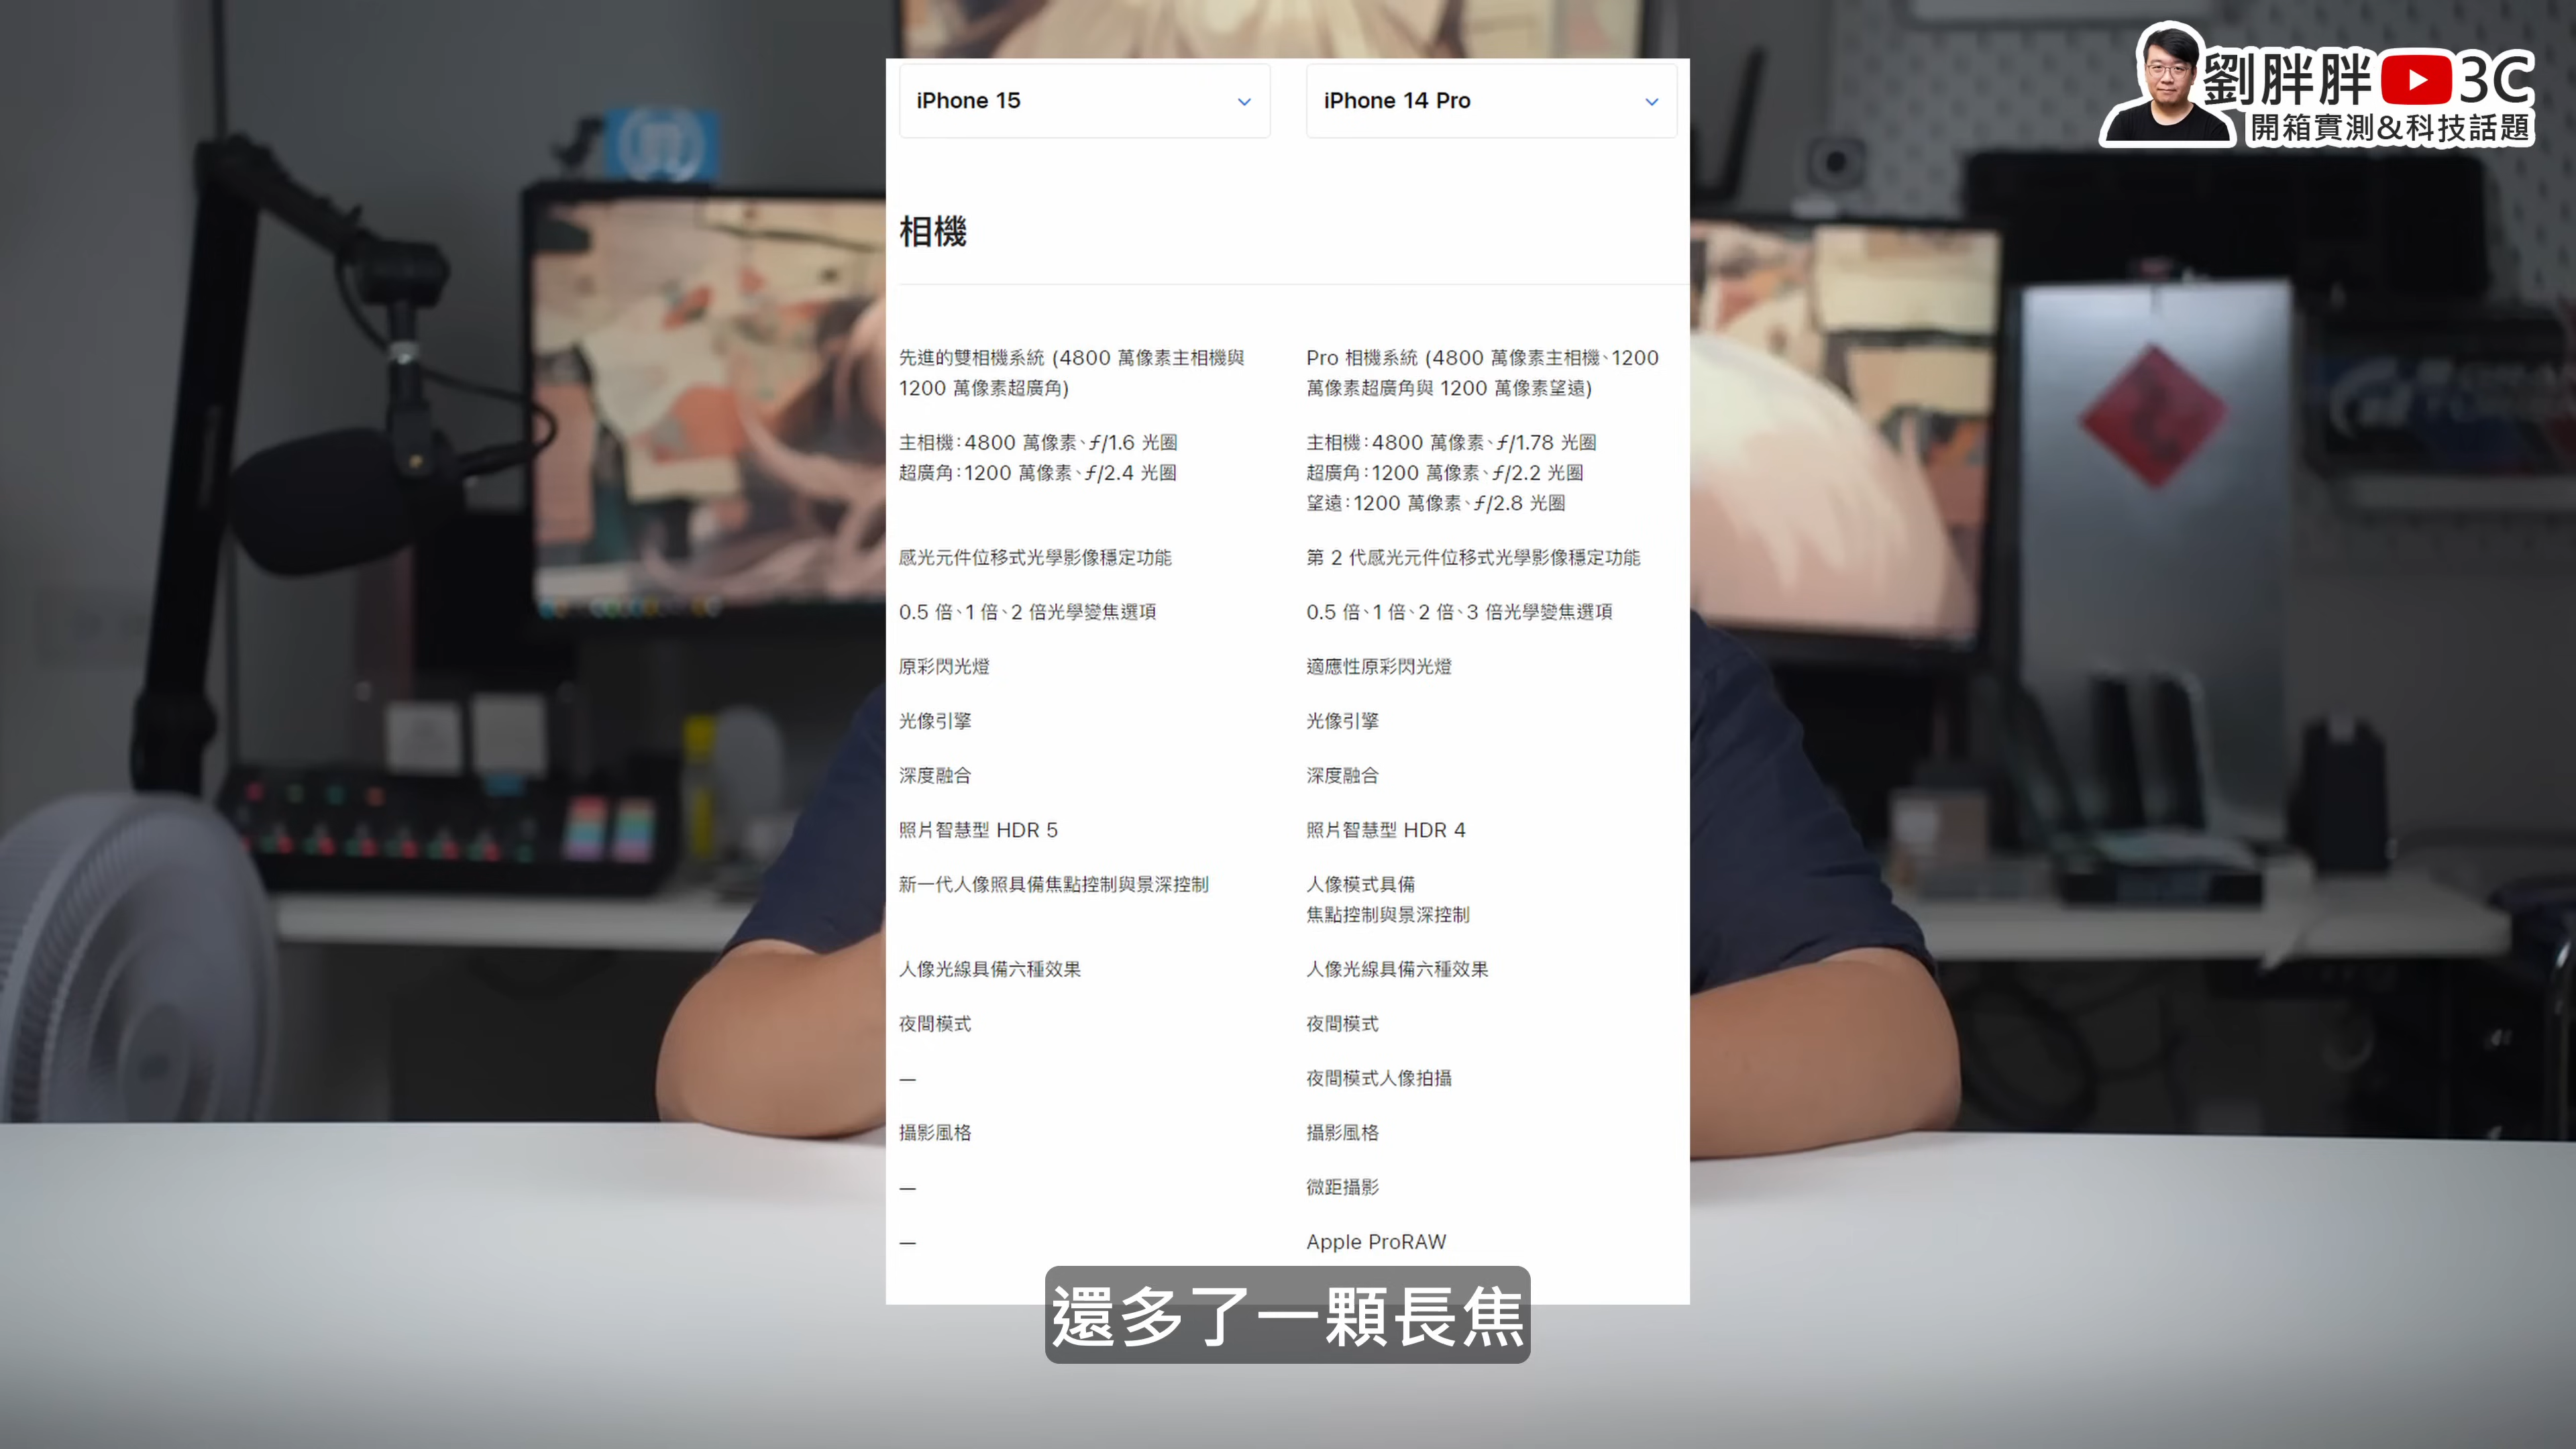 劉胖胖 3C
開箱實測&科技話題
iPhone 15
iPhone 14 Pro
相機
先進的雙相機系統 (4800 萬像素主相機與
1200 萬像素超廣角)
Pro 相機系統 (4800 萬像素主相機、1200
萬像素超廣角與 1200 萬像素望遠)
主相機：4800 萬像素、ƒ/1.6 光圈
超廣角：1200 萬像素、ƒ/2.4 光圈
主相機：4800 萬像素、ƒ/1.78 光圈
超廣角：1200 萬像素、ƒ/2.2 光圈
望遠：1200 萬像素、ƒ/2.8 光圈
感光元件位移式光學影像穩定功能
第 2 代感光元件位移式光學影像穩定功能
0.5 倍、1 倍、2 倍光學變焦選項
0.5 倍、1 倍、2 倍、3 倍光學變焦選項
原彩閃光燈
適應性原彩閃光燈
光像引擎
光像引擎
深度融合
深度融合
照片智慧型 HDR 5
照片智慧型 HDR 4
新一代人像照具備焦點控制與景深控制
人像模式具備
焦點控制與景深控制
人像光線具備六種效果
人像光線具備六種效果
夜間模式
夜間模式
—
夜間模式人像拍攝
攝影風格
攝影風格
—
微距攝影
—
Apple ProRAW
還多了一顆長焦